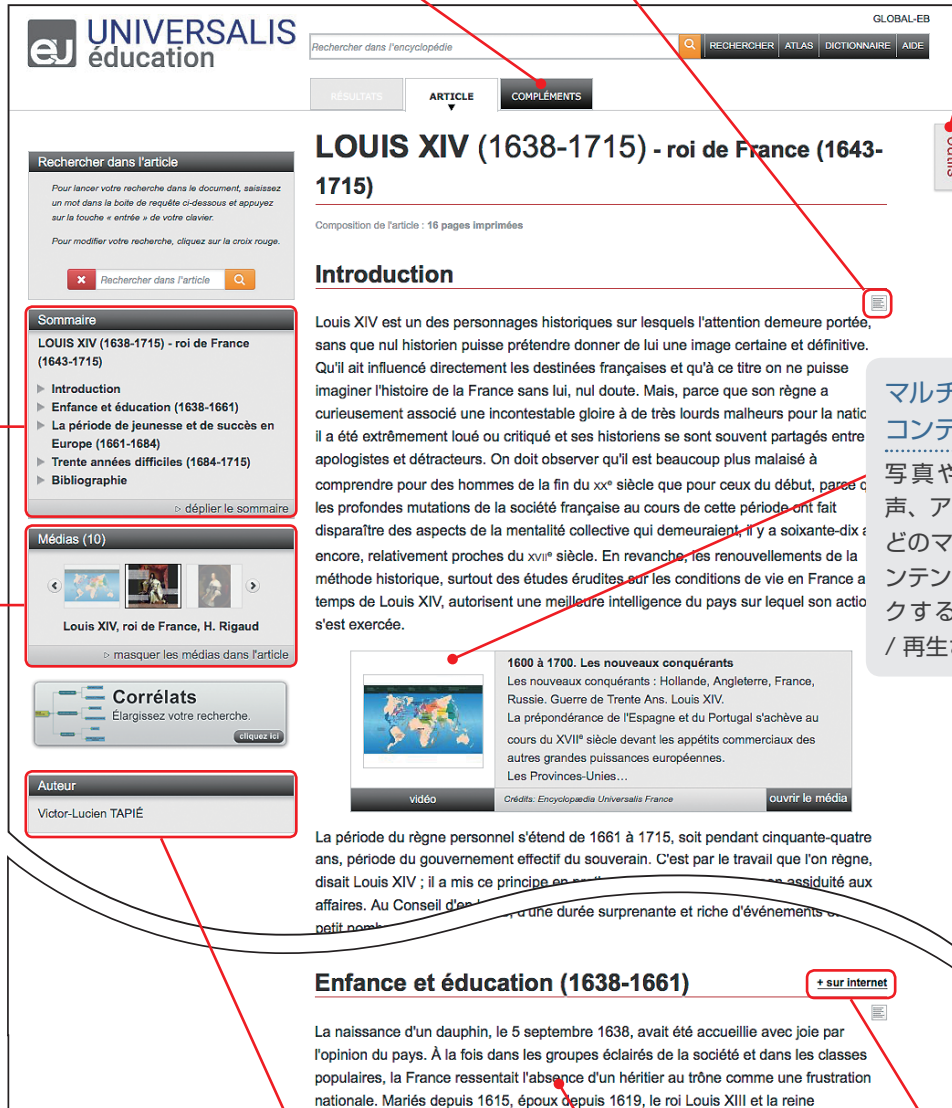 GLOBAL-EB
eu UNIVERSALIS
éducation
Rechercher dans l'encyclopédie
RECHERCHER ATLAS DICTIONNAIRE AIDE
RÉSULTATS ARTICLE COMPLÉMENTS
Rechercher dans l'article
Pour lancer votre recherche dans le document, saisissez
un mot dans la boite de requête ci-dessous et appuyez
sur la touche « entrée » de votre clavier.
Pour modifier votre recherche, cliquez sur la croix rouge.
Rechercher dans l'article
Sommaire
LOUIS XIV (1638-1715) - roi de France
(1643-1715)
Introduction
Enfance et éducation (1638-1661)
La période de jeunesse et de succès en
Europe (1661-1684)
Trente années difficiles (1684-1715)
Bibliographie
▷ déplier le sommaire
Médias (10)
Louis XIV, roi de France, H. Rigaud
▷ masquer les médias dans l'article
Corrélats
Élargissez votre recherche.
cliquez ici
Auteur
Victor-Lucien TAPIÉ
LOUIS XIV (1638-1715) - roi de France (1643-
1715)
Composition de l'article : 16 pages imprimées
Introduction
Louis XIV est un des personnages historiques sur lesquels l'attention demeure portée,
sans que nul historien puisse prétendre donner de lui une image certaine et définitive.
Qu'il ait influencé directement les destinées françaises et qu'à ce titre on ne puisse
imaginer l'histoire de la France sans lui, nul doute. Mais, parce que son règne a
curieusement associé une incontestable gloire à de très lourds malheurs pour la natio
il a été extrêmement loué ou critiqué et ses historiens se sont souvent partagés entre
apologistes et détracteurs. On doit observer qu'il est beaucoup plus malaisé à
comprendre pour des hommes de la fin du XXe siècle que pour ceux du début, parce
les profondes mutations de la société française au cours de cette période ont fait
disparaître des aspects de la mentalité collective qui demeuraient, il y a soixante-dix
encore, relativement proches du XVIIe siècle. En revanche, les renouvellements de la
méthode historique, surtout des études érudites sur les conditions de vie en France a
temps de Louis XIV, autorisent une meilleure intelligence du pays sur lequel son actio
s'est exercée.
1600 à 1700. Les nouveaux conquérants
Les nouveaux conquérants : Hollande, Angleterre, France,
Russie. Guerre de Trente Ans. Louis XIV.
La prépondérance de l'Espagne et du Portugal s'achève au
cours du XVIIe siècle devant les appétits commerciaux des
autres grandes puissances européennes.
Les Provinces-Unies…
vidéo Crédits: Encyclopædia Universalis France ouvrir le média
La période du règne personnel s'étend de 1661 à 1715, soit pendant cinquante-quatre
ans, période du gouvernement effectif du souverain. C'est par le travail que l'on règne,
disait Louis XIV ; il a mis ce principe en assiduité aux
affaires. Au Conseil d'en d'une durée surprenante et riche d'événements
petit
Enfance et éducation (1638-1661)
+ sur internet
La naissance d'un dauphin, le 5 septembre 1638, avait été accueillie avec joie par
l'opinion du pays. À la fois dans les groupes éclairés de la société et dans les classes
populaires, la France ressentait l'absence d'un héritier au trône comme une frustration
nationale. Mariés depuis 1615, époux depuis 1619, le roi Louis XIII et la reine
マルチ
コンテ
写真や
声、ア
どのマ
ンテン
クする
/ 再生